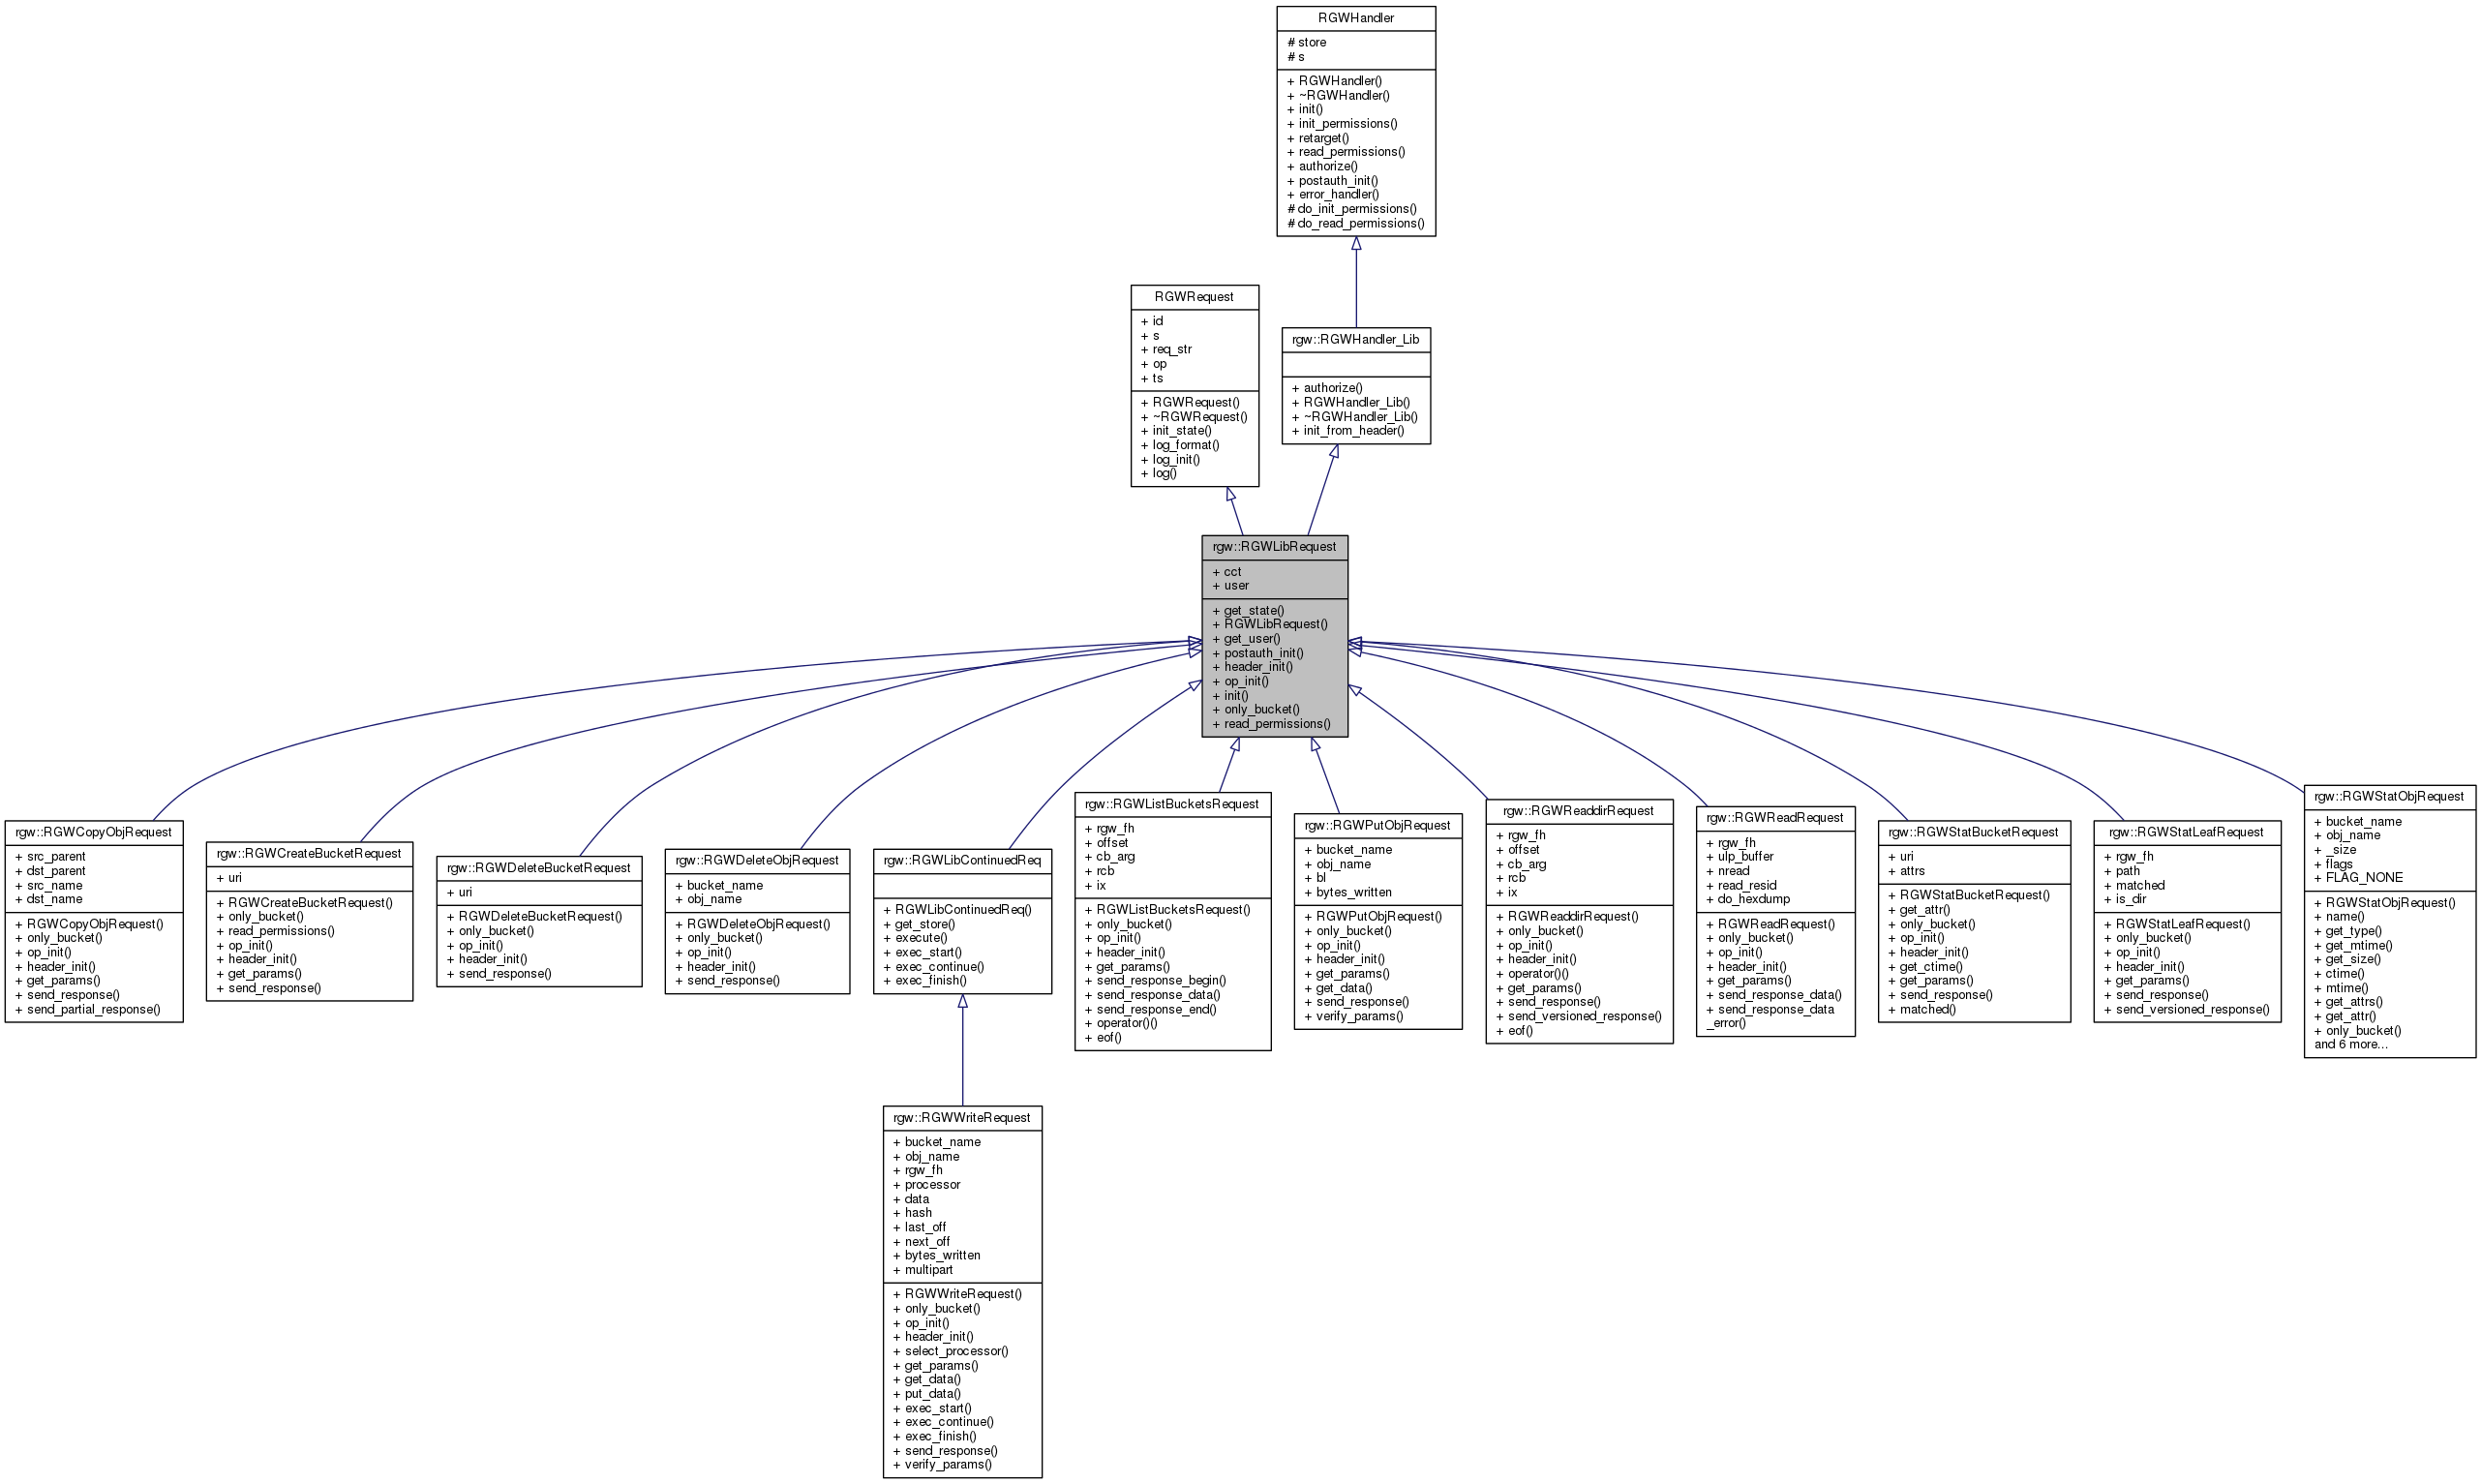 RGWHandler
# store
# s
+ RGWHandler()
+ ~RGWHandler()
+ init()
+ init_permissions()
+ retarget()
+ read_permissions()
+ authorize()
+ postauth_init()
+ error_handler()
# do_init_permissions()
# do_read_permissions()
RGWRequest
+ id
+ s
+ req_str
+ op
+ ts
+ RGWRequest()
+ ~RGWRequest()
+ init_state()
+ log_format()
+ log_init()
+ log()
rgw::RGWHandler_Lib
+ authorize()
+ RGWHandler_Lib()
+ ~RGWHandler_Lib()
+ init_from_header()
rgw::RGWLibRequest
+ cct
+ user
+ get_state()
+ RGWLibRequest()
+ get_user()
+ postauth_init()
+ header_init()
+ op_init()
+ init()
+ only_bucket()
+ read_permissions()
rgw::RGWCopyObjRequest
+ src_parent
+ dst_parent
+ src_name
+ dst_name
+ RGWCopyObjRequest()
+ only_bucket()
+ op_init()
+ header_init()
+ get_params()
+ send_response()
+ send_partial_response()
rgw::RGWCreateBucketRequest
+ uri
+ RGWCreateBucketRequest()
+ only_bucket()
+ read_permissions()
+ op_init()
+ header_init()
+ get_params()
+ send_response()
rgw::RGWDeleteBucketRequest
+ uri
+ RGWDeleteBucketRequest()
+ only_bucket()
+ op_init()
+ header_init()
+ send_response()
rgw::RGWDeleteObjRequest
+ bucket_name
+ obj_name
+ RGWDeleteObjRequest()
+ only_bucket()
+ op_init()
+ header_init()
+ send_response()
rgw::RGWLibContinuedReq
+ RGWLibContinuedReq()
+ get_store()
+ execute()
+ exec_start()
+ exec_continue()
+ exec_finish()
rgw::RGWListBucketsRequest
+ rgw_fh
+ offset
+ cb_arg
+ rcb
+ ix
+ RGWListBucketsRequest()
+ only_bucket()
+ op_init()
+ header_init()
+ get_params()
+ send_response_begin()
+ send_response_data()
+ send_response_end()
+ operator()()
+ eof()
rgw::RGWPutObjRequest
+ bucket_name
+ obj_name
+ bl
+ bytes_written
+ RGWPutObjRequest()
+ only_bucket()
+ op_init()
+ header_init()
+ get_params()
+ get_data()
+ send_response()
+ verify_params()
rgw::RGWReaddirRequest
+ rgw_fh
+ offset
+ cb_arg
+ rcb
+ ix
+ RGWReaddirRequest()
+ only_bucket()
+ op_init()
+ header_init()
+ operator()()
+ get_params()
+ send_response()
+ send_versioned_response()
+ eof()
rgw::RGWReadRequest
+ rgw_fh
+ ulp_buffer
+ nread
+ read_resid
+ do_hexdump
+ RGWReadRequest()
+ only_bucket()
+ op_init()
+ header_init()
+ get_params()
+ send_response_data()
+ send_response_data
_error()
rgw::RGWStatBucketRequest
+ uri
+ attrs
+ RGWStatBucketRequest()
+ get_attr()
+ only_bucket()
+ op_init()
+ header_init()
+ get_ctime()
+ get_params()
+ send_response()
+ matched()
rgw::RGWStatLeafRequest
+ rgw_fh
+ path
+ matched
+ is_dir
+ RGWStatLeafRequest()
+ only_bucket()
+ op_init()
+ header_init()
+ get_params()
+ send_response()
+ send_versioned_response()
rgw::RGWStatObjRequest
+ bucket_name
+ obj_name
+ _size
+ flags
+ FLAG_NONE
+ RGWStatObjRequest()
+ name()
+ get_type()
+ get_mtime()
+ get_size()
+ ctime()
+ mtime()
+ get_attrs()
+ get_attr()
+ only_bucket()
and 6 more...
rgw::RGWWriteRequest
+ bucket_name
+ obj_name
+ rgw_fh
+ processor
+ data
+ hash
+ last_off
+ next_off
+ bytes_written
+ multipart
+ RGWWriteRequest()
+ only_bucket()
+ op_init()
+ header_init()
+ select_processor()
+ get_params()
+ get_data()
+ put_data()
+ exec_start()
+ exec_continue()
+ exec_finish()
+ send_response()
+ verify_params()